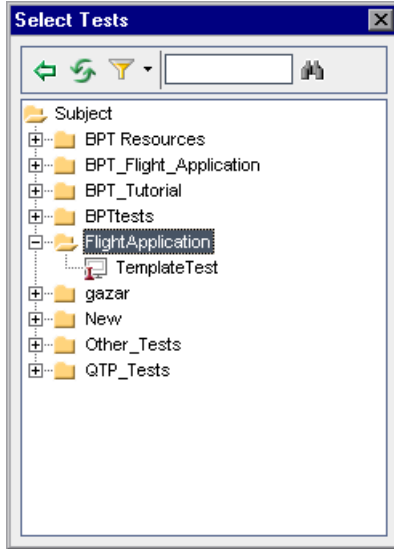 Select Tests
Subject
BPT Resources
BPT_Flight_Application
BPT_Tutorial
BPTtests
FlightApplication
TemplateTest
gazar
New
Other_Tests
QTP_Tests